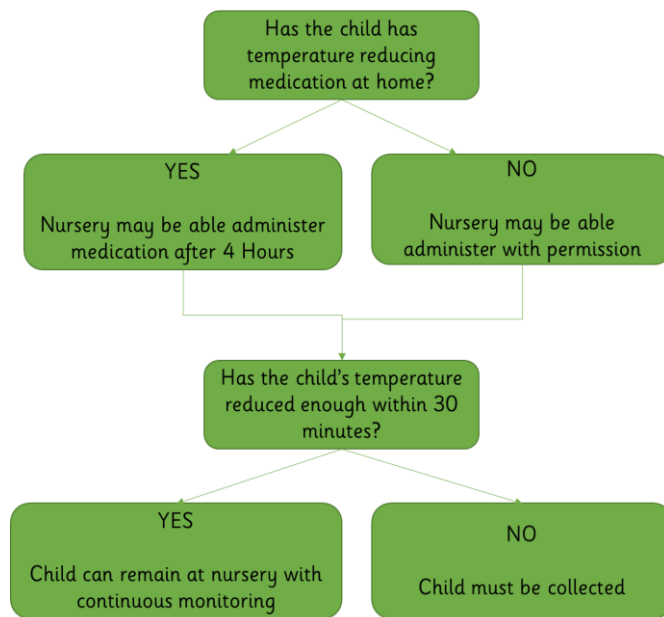 Has the child has
temperature reducing
medication at home?
YES
Nursery may be able administer
medication after 4 Hours
NO
Nursery may be able
administer with permission
Has the child's temperature
reduced enough within 30
minutes?
YES
Child can remain at nursery with
continuous monitoring
NO
Child must be collected